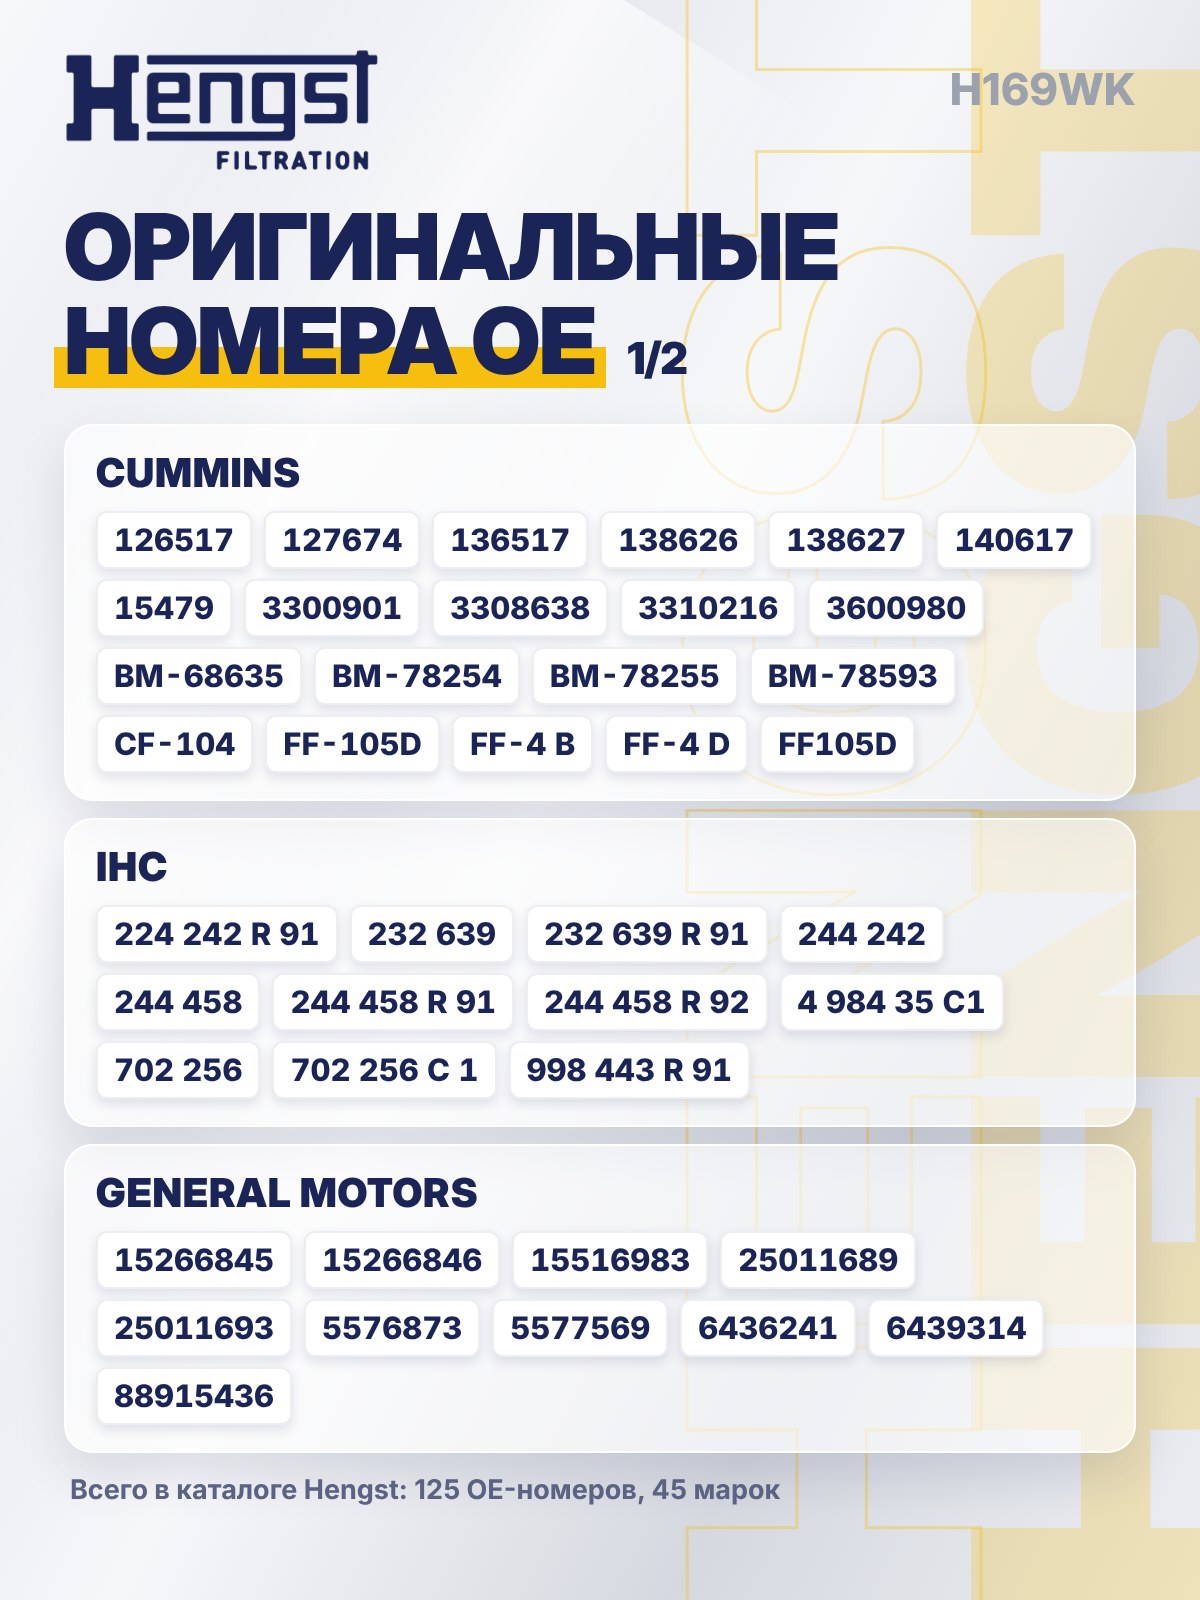 Hengst
FILTRATION
H169WK
ОРИГИНАЛЬНЫЕ
НОМЕРА OE 1/2
CUMMINS
126517 127674 136517 138626 138627 140617
15479 3300901 3308638 3310216 3600980
BM-68635 BM-78254 BM-78255 BM-78593
CF-104 FF-105D FF-4 B FF-4 D FF105D
IHC
224 242 R 91 232 639 232 639 R 91 244 242
244 458 244 458 R 91 244 458 R 92 4 984 35 C1
702 256 702 256 C 1 998 443 R 91
GENERAL MOTORS
15266845 15266846 15516983 25011689
25011693 5576873 5577569 6436241 6439314
88915436
Всего в каталоге Hengst: 125 OE-номеров, 45 марок
HENGST
HENGST